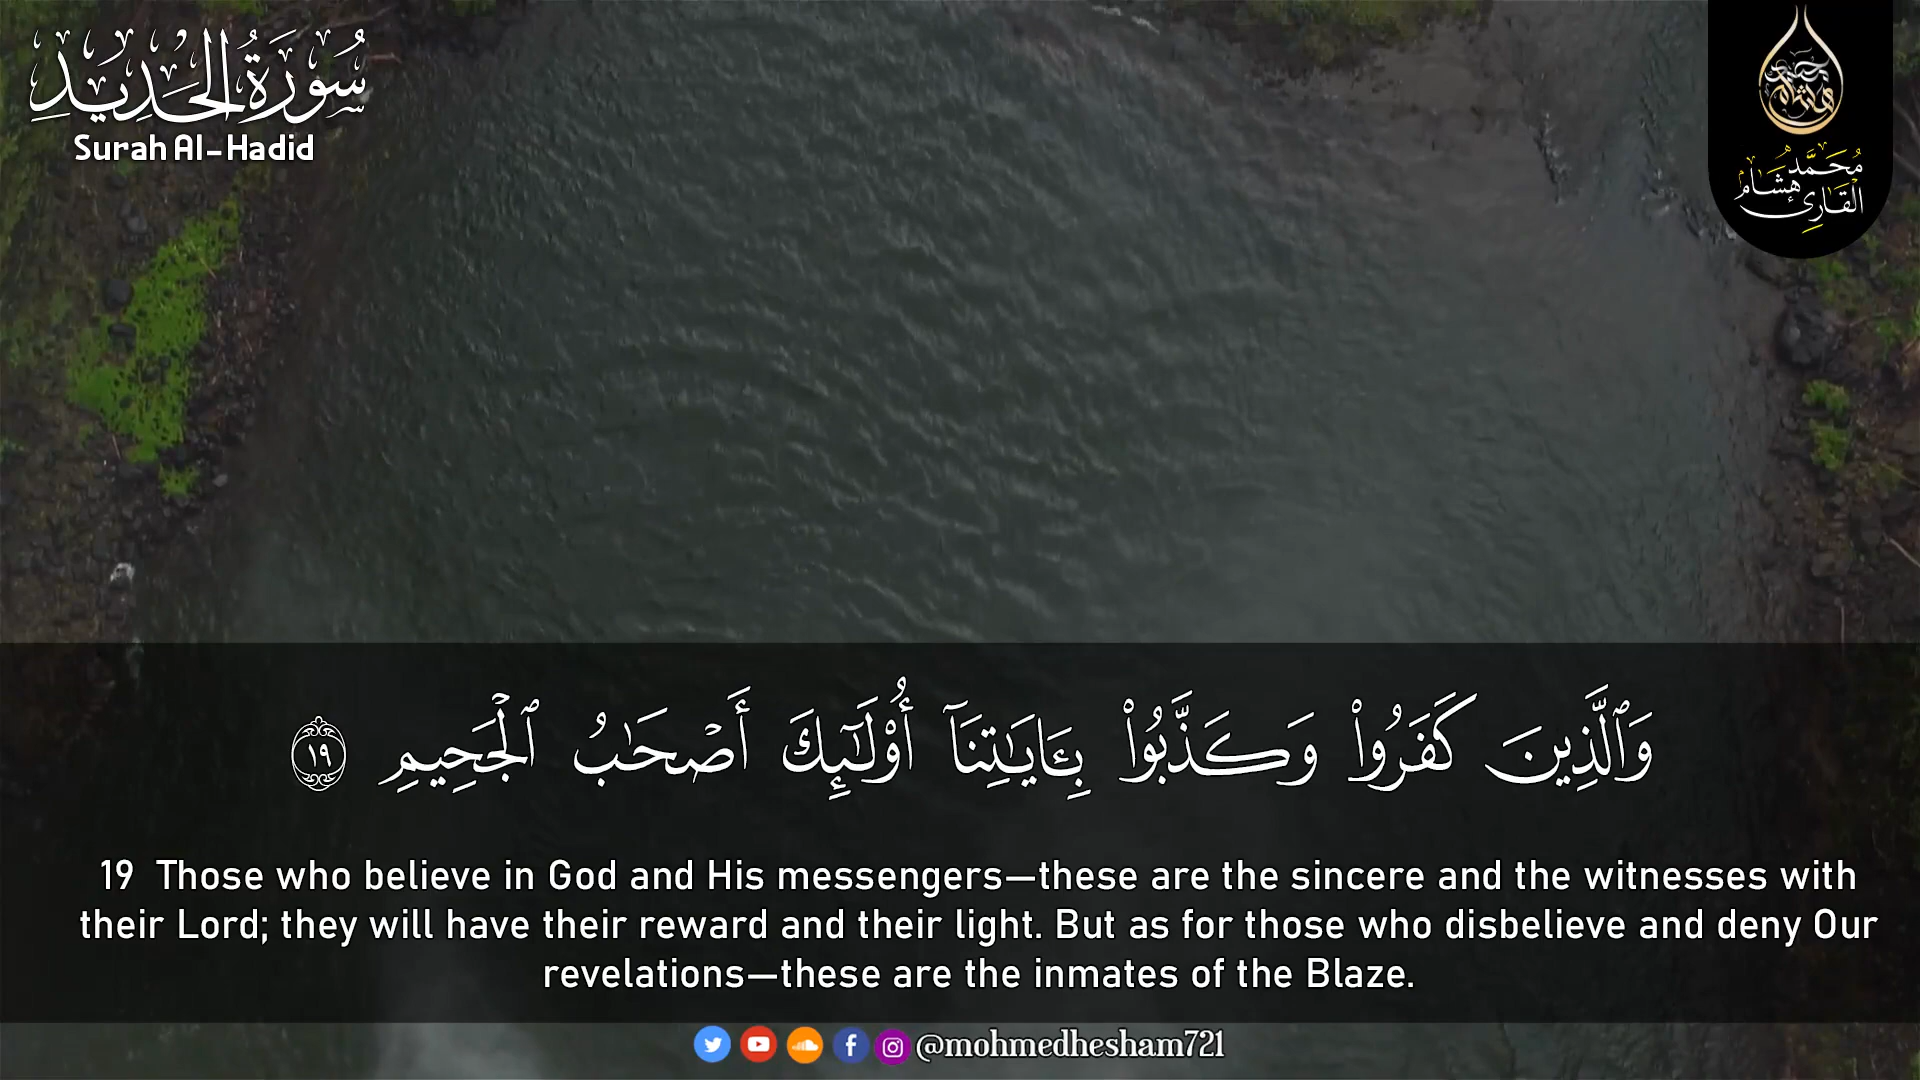 سُورَةُ الحَدِيدِ
Surah Al-Hadid
مُحَمَّد هِشَام
القَارِئ
وَٱلَّذِينَ كَفَرُوا۟ وَكَذَّبُوا۟ بِـَٔايَـٰتِنَآ أُو۟لَـٰٓئِكَ أَصْحَـٰبُ ٱلْجَحِيمِ ١٩
19 Those who believe in God and His messengers—these are the sincere and the witnesses with
their Lord; they will have their reward and their light. But as for those who disbelieve and deny Our
revelations—these are the inmates of the Blaze.
@mohmedhesham721